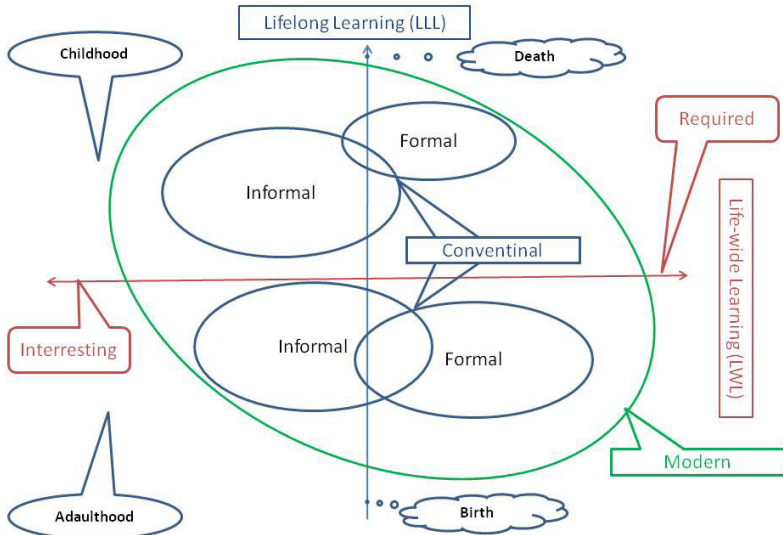 Lifelong Learning (LLL)
Childhood
Death
Required
Formal
Informal
Life-wide Learning (LWL)
Conventinal
Interresting
Informal
Formal
Modern
Adaulthood
Birth